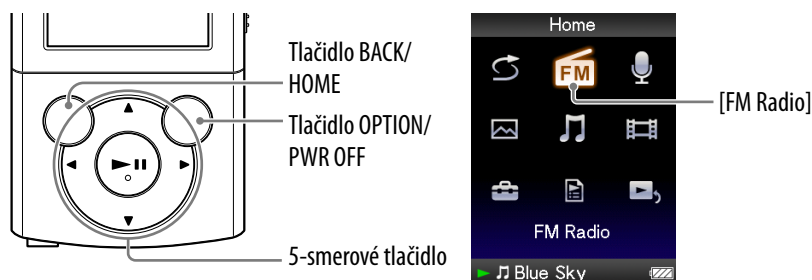 Tlačidlo BACK/
HOME
Tlačidlo OPTION/
PWR OFF
5-smerové tlačidlo
Home
FM
[FM Radio]
FM Radio
Blue Sky